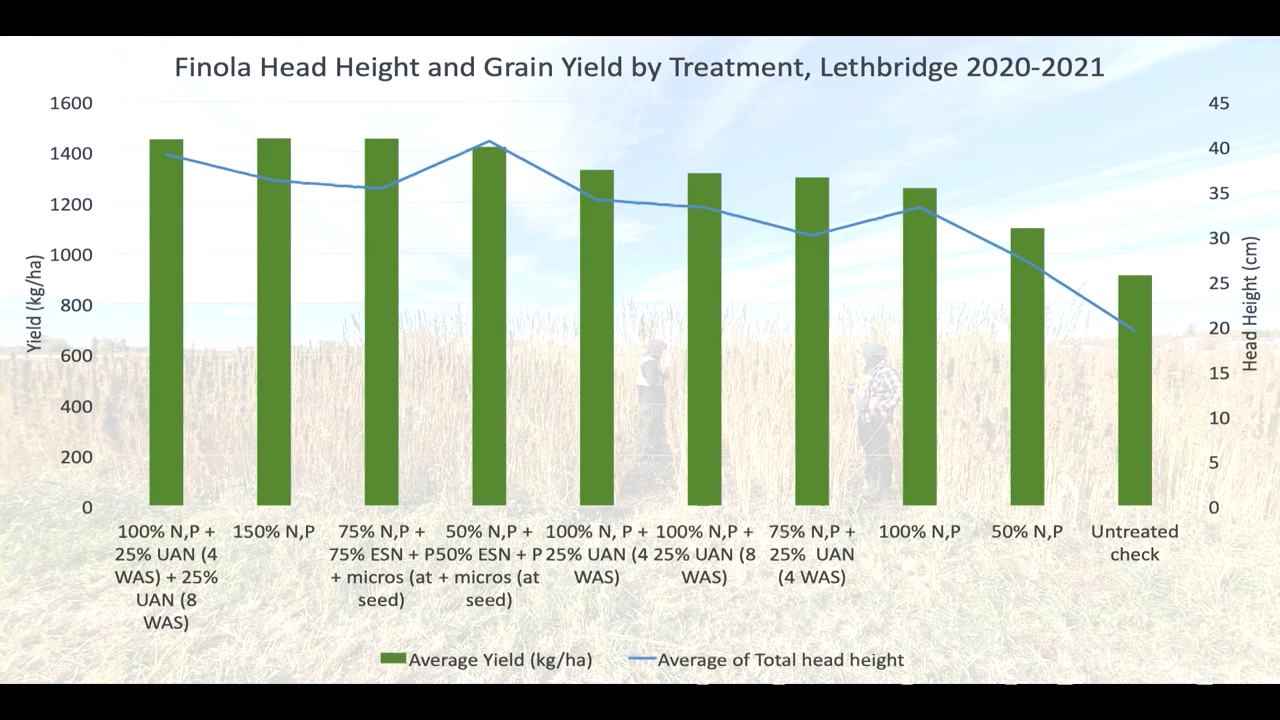 Finola Head Height and Grain Yield by Treatment, Lethbridge 2020-2021
1600
1400
1200
1000
800
600
400
200
0
Yield (kg/ha)
45
40
35
30
25
20
15
10
5
0
Head Height (cm)
100% N,P +
25% UAN (4
WAS) + 25%
UAN (8
WAS)
150% N,P
75% N,P +
75% ESN + P
+ micros (at
seed)
50% N,P +
50% ESN + P
+ micros (at
seed)
100% N, P +
25% UAN (4
WAS)
100% N,P +
25% UAN (8
WAS)
75% N,P +
25% UAN
(4 WAS)
100% N,P
50% N,P
Untreated
check
Average Yield (kg/ha)
Average of Total head height